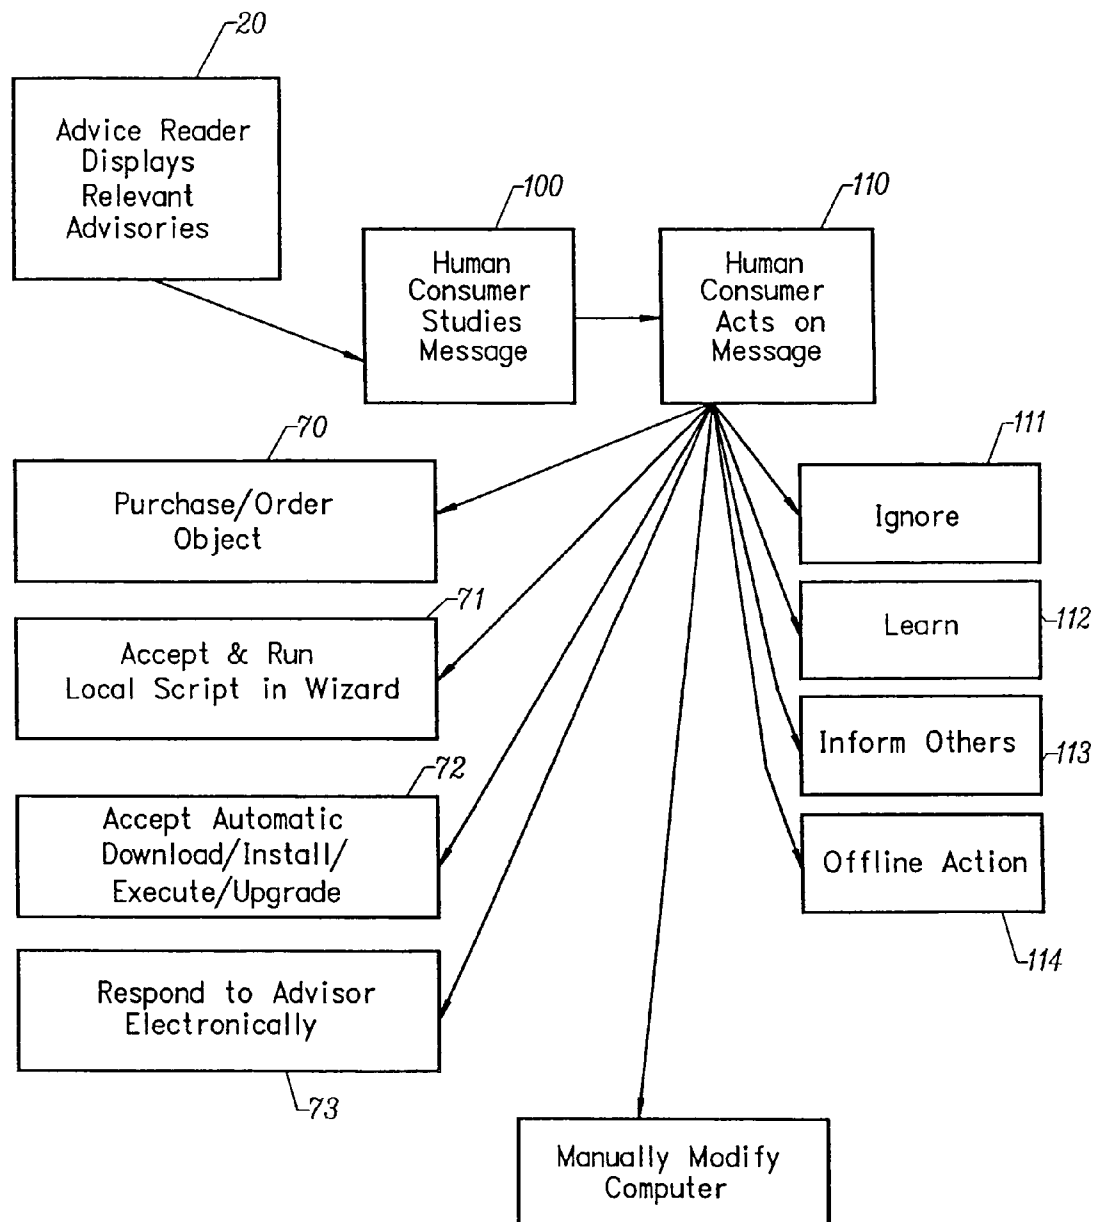 20
Advice Reader
Displays
Relevant
Advisories
100
Human
Consumer
Studies
Message
110
Human
Consumer
Acts on
Message
70
Purchase/Order
Object
71
Accept & Run
Local Script in Wizard
72
Accept Automatic
Download/Install/
Execute/Upgrade
Respond to Advisor
Electronically
73
111
Ignore
Learn
112
Inform Others
113
Offline Action
114
Manually Modify
Computer